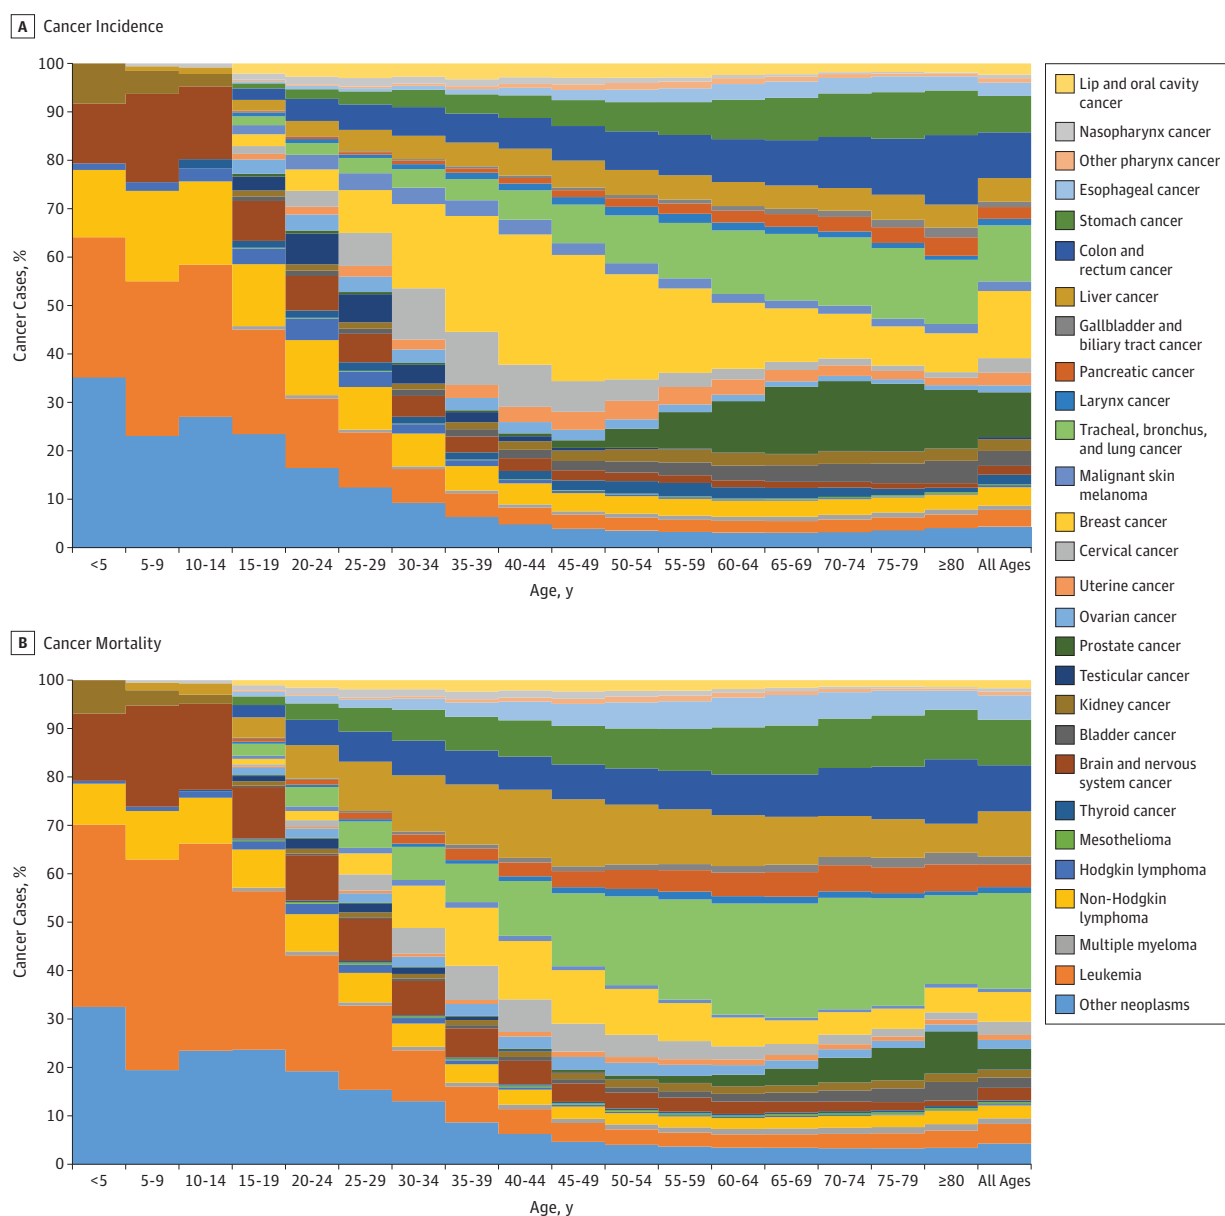 A Cancer Incidence
100
90
80
70
60
50
40
30
20
10
0
Cancer Cases, %
<5 5-9 10-14 15-19 20-24 25-29 30-34 35-39 40-44 45-49 50-54 55-59 60-64 65-69 70-74 75-79 ≥80 All Ages
Age, y
B Cancer Mortality
100
90
80
70
60
50
40
30
20
10
0
Cancer Cases, %
<5 5-9 10-14 15-19 20-24 25-29 30-34 35-39 40-44 45-49 50-54 55-59 60-64 65-69 70-74 75-79 ≥80 All Ages
Age, y
Lip and oral cavity
cancer
Nasopharynx cancer
Other pharynx cancer
Esophageal cancer
Stomach cancer
Colon and
rectum cancer
Liver cancer
Gallbladder and
biliary tract cancer
Pancreatic cancer
Larynx cancer
Tracheal, bronchus,
and lung cancer
Malignant skin
melanoma
Breast cancer
Cervical cancer
Uterine cancer
Ovarian cancer
Prostate cancer
Testicular cancer
Kidney cancer
Bladder cancer
Brain and nervous
system cancer
Thyroid cancer
Mesothelioma
Hodgkin lymphoma
Non-Hodgkin
lymphoma
Multiple myeloma
Leukemia
Other neoplasms